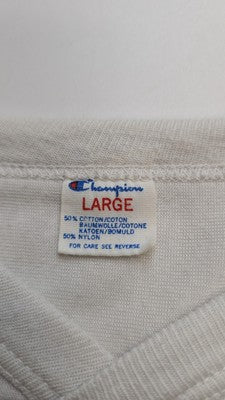 Champion
LARGE
50% COTTON/COTON
BAUMWOLLE/COTONE
KATOEN/BOMULD
50% NYLON
FOR CARE SEE REVERSE